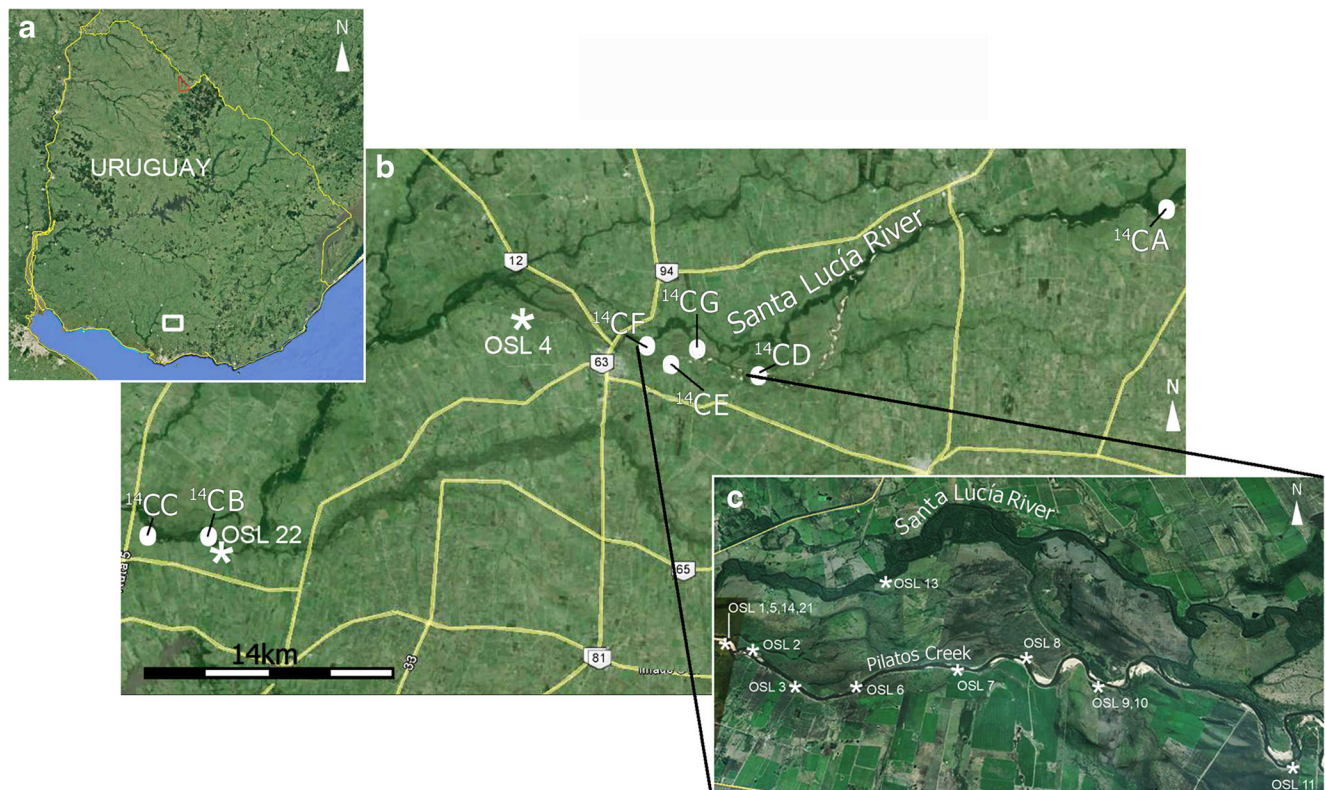 a
N
URUGUAY
b
12
94
Santa Lucía River
¹⁴CA
¹⁴CG
¹⁴CF
OSL 4
63
¹⁴CD
¹⁴CE
N
¹⁴CC
¹⁴CB
OSL 22
65
14km
33
81
c
Santa Lucía River
N
OSL 13
OSL 1,5,14,21
OSL 2
OSL 8
Pilatos Creek
OSL 3
OSL 6
OSL 7
OSL 9,10
OSL 11